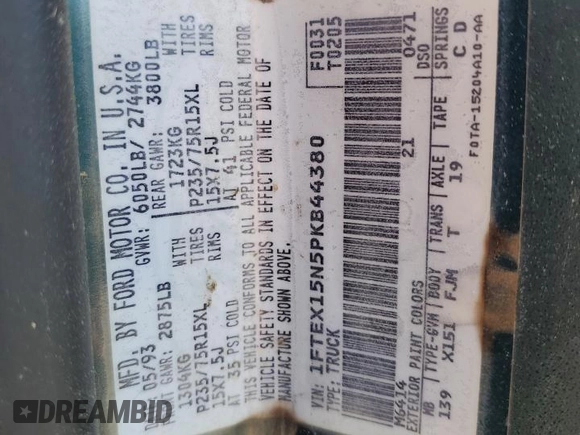 MFD. BY FORD MOTOR CO. IN U.S.A.
05/93 GVWR: 6050LB/ 2744KG
FRONT GAWR: 2875LB REAR GAWR: 3800LB
1304KG WITH 1723KG WITH
P235/75R15XL TIRES P235/75R15XL TIRES
15X7.5J RIMS 15X7.5J RIMS
AT 35 PSI COLD AT 41 PSI COLD
THIS VEHICLE CONFORMS TO ALL APPLICABLE FEDERAL MOTOR
VEHICLE SAFETY STANDARDS IN EFFECT ON THE DATE OF
MANUFACTURE SHOWN ABOVE.
VIN: 1FTEX15N5PKB44380 F0031
TYPE: TRUCK T0205
M6414 21 0471
EXTERIOR PAINT COLORS DSO
WB TYPE-GVM BODY TRANS AXLE TAPE SPRINGS
139 X151 FJM T 19 C D
F0TA-15204A10-AA
DREAMBID